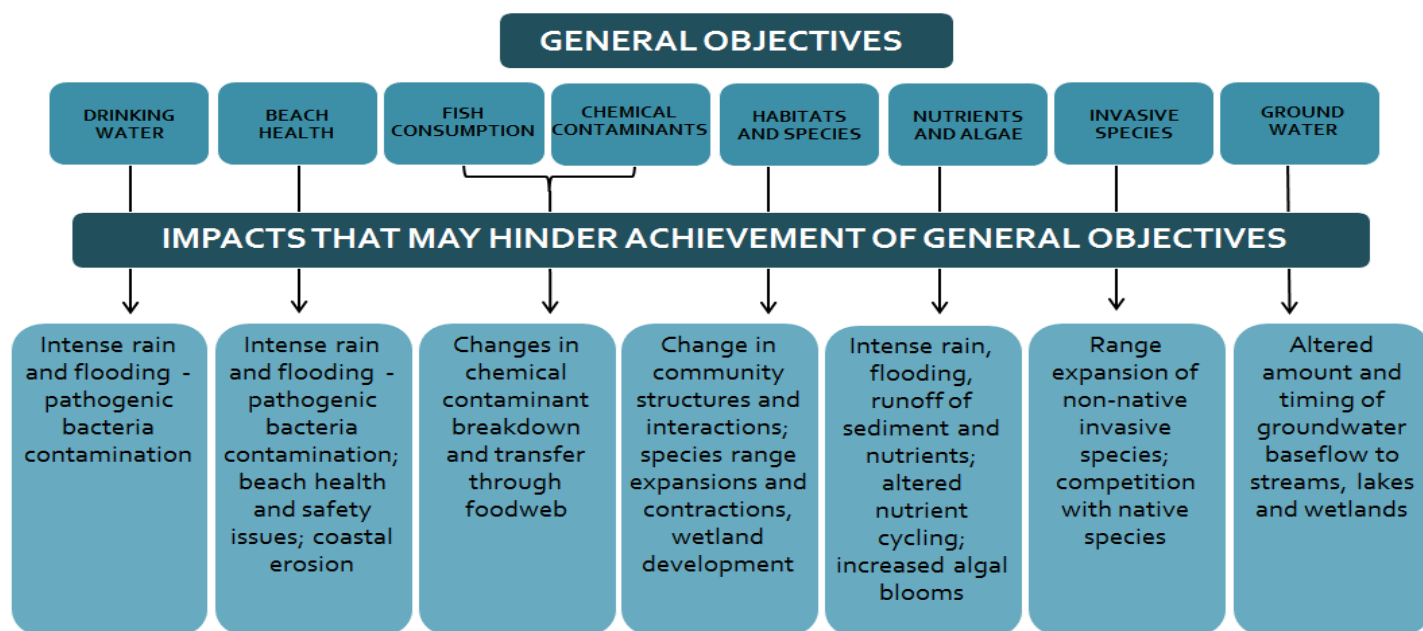 GENERAL OBJECTIVES
DRINKING
WATER
BEACH
HEALTH
FISH
CONSUMPTION
CHEMICAL
CONTAMINANTS
HABITATS
AND SPECIES
NUTRIENTS
AND ALGAE
INVASIVE
SPECIES
GROUND
WATER
IMPACTS THAT MAY HINDER ACHIEVEMENT OF GENERAL OBJECTIVES
Intense rain
and flooding -
pathogenic
bacteria
contamination
Intense rain
and flooding -
pathogenic
bacteria
contamination;
beach health
and safety
issues; coastal
erosion
Changes in
chemical
contaminant
breakdown
and transfer
through
foodweb
Change in
community
structures and
interactions;
species range
expansions and
contractions,
wetland
development
Intense rain,
flooding,
runoff of
sediment and
nutrients;
altered
nutrient
cycling;
increased algal
blooms
Range
expansion of
non-native
invasive
species;
competition
with native
species
Altered
amount and
timing of
groundwater
baseflow to
streams, lakes
and wetlands